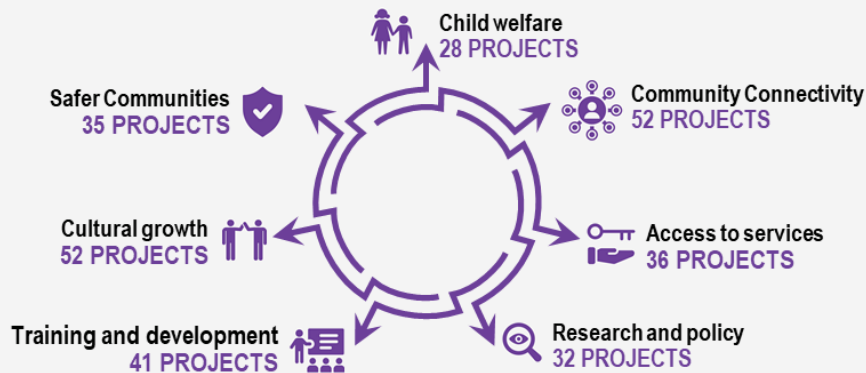 Child welfare
28 PROJECTS
Community Connectivity
52 PROJECTS
Access to services
36 PROJECTS
Research and policy
32 PROJECTS
Training and development
41 PROJECTS
Cultural growth
52 PROJECTS
Safer Communities
35 PROJECTS